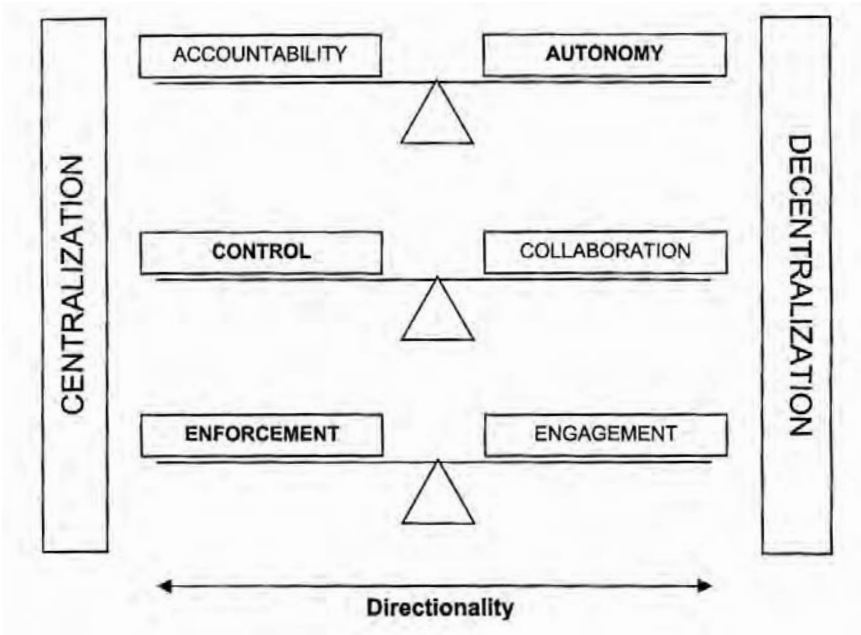 CENTRALIZATION
ACCOUNTABILITY
AUTONOMY
CONTROL
COLLABORATION
ENFORCEMENT
ENGAGEMENT
DECENTRALIZATION
Directionality